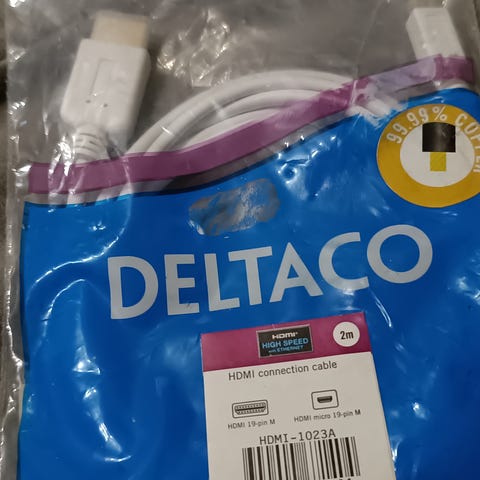 99.99% COPPER
DELTACO
HDMI
HIGH SPEED
with ETHERNET
2m
HDMI connection cable
HDMI 19-pin M
HDMI micro 19-pin M
HDMI-1023A